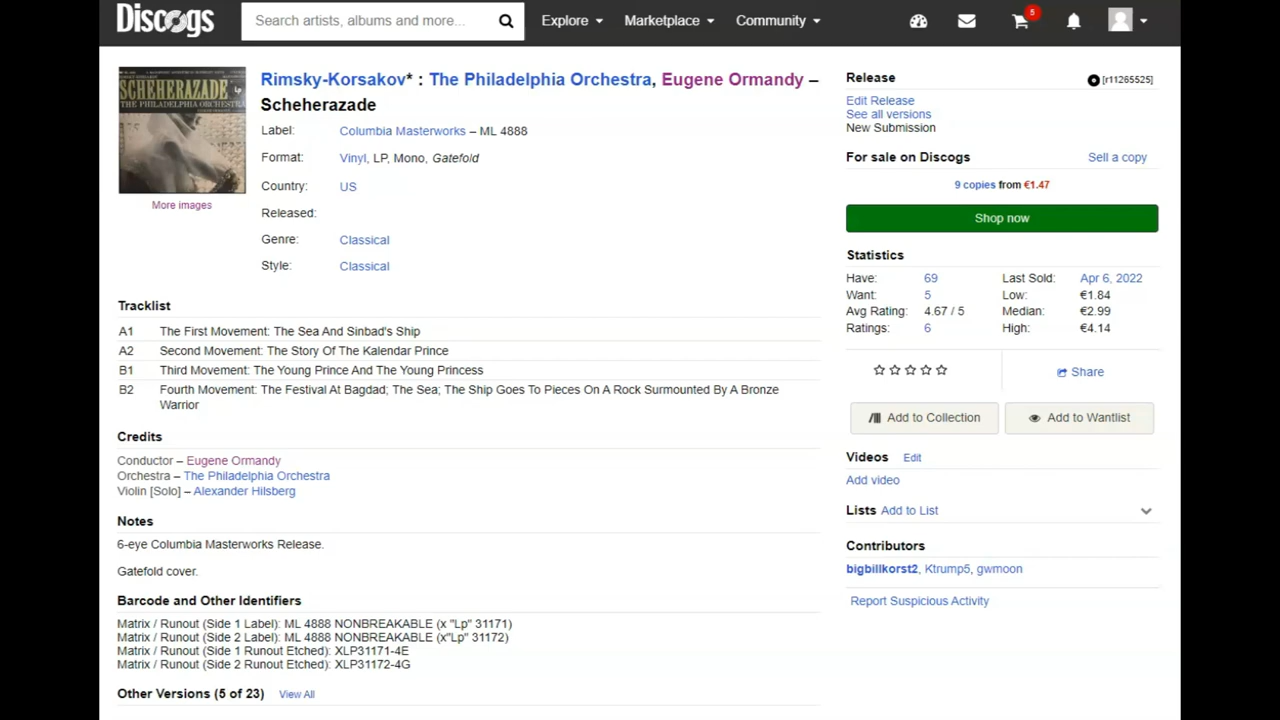 Discogs
Search artists, albums and more...
Explore
Marketplace
Community
5
SCHEHERAZADE
Lp
THE PHILADELPHIA ORCHESTRA
More images
Rimsky-Korsakov* : The Philadelphia Orchestra, Eugene Ormandy –
Scheherazade
Label: Columbia Masterworks – ML 4888
Format: Vinyl, LP, Mono, Gatefold
Country: US
Released:
Genre: Classical
Style: Classical
Tracklist
A1 The First Movement: The Sea And Sinbad's Ship
A2 Second Movement: The Story Of The Kalendar Prince
B1 Third Movement: The Young Prince And The Young Princess
B2 Fourth Movement: The Festival At Bagdad; The Sea; The Ship Goes To Pieces On A Rock Surmounted By A Bronze
Warrior
Credits
Conductor – Eugene Ormandy
Orchestra – The Philadelphia Orchestra
Violin [Solo] – Alexander Hilsberg
Notes
6-eye Columbia Masterworks Release.
Gatefold cover.
Barcode and Other Identifiers
Matrix / Runout (Side 1 Label): ML 4888 NONBREAKABLE (x "Lp" 31171)
Matrix / Runout (Side 2 Label): ML 4888 NONBREAKABLE (x"Lp" 31172)
Matrix / Runout (Side 1 Runout Etched): XLP31171-4E
Matrix / Runout (Side 2 Runout Etched): XLP31172-4G
Other Versions (5 of 23) View All
Release [r11265525]
Edit Release
See all versions
New Submission
For sale on Discogs Sell a copy
9 copies from €1.47
Shop now
Statistics
Have: 69 Last Sold: Apr 6, 2022
Want: 5 Low: €1.84
Avg Rating: 4.67 / 5 Median: €2.99
Ratings: 6 High: €4.14
Share
Add to Collection
Add to Wantlist
Videos Edit
Add video
Lists Add to List
Contributors
bigbillkorst2, Ktrump5, gwmoon
Report Suspicious Activity